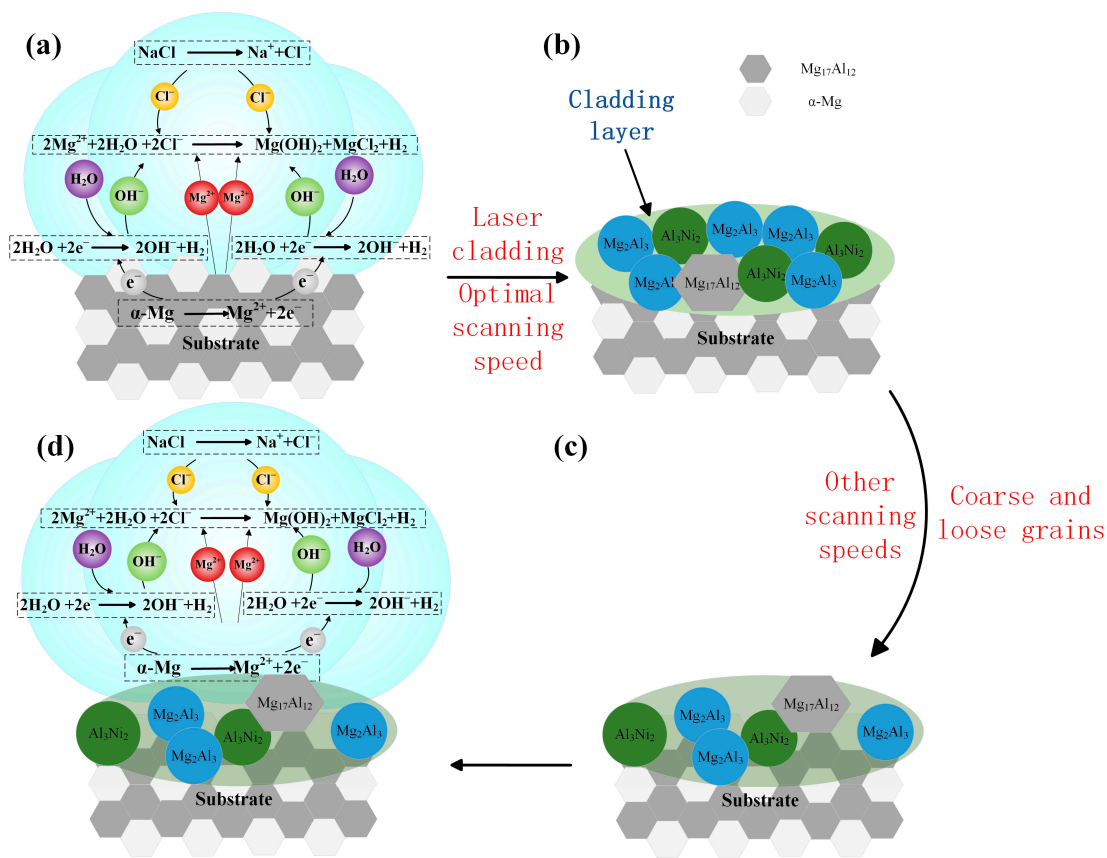 (a)
NaCl → Na⁺+Cl⁻
Cl⁻
Cl⁻
2Mg²⁺+2H₂O +2Cl⁻ → Mg(OH)₂+MgCl₂+H₂
H₂O
OH⁻
Mg²⁺
Mg²⁺
OH⁻
H₂O
2H₂O +2e⁻ → 2OH⁻+H₂
2H₂O +2e⁻ → 2OH⁻+H₂
e⁻
e⁻
α-Mg → Mg²⁺+2e⁻
Substrate
Laser
cladding
Optimal
scanning
speed
(b)
Mg₁₇Al₁₂
α-Mg
Cladding
layer
Mg₂Al₃
Al₃Ni₂
Mg₂Al₃
Mg₂Al₃
Al₃Ni₂
Mg₂Al
Mg₁₇Al₁₂
Al₃Ni₂
Mg₂Al₃
Substrate
Other
scanning
speeds
Coarse and
loose grains
(c)
Al₃Ni₂
Mg₂Al₃
Mg₂Al₃
Al₃Ni₂
Mg₁₇Al₁₂
Mg₂Al₃
Substrate
(d)
NaCl → Na⁺+Cl⁻
Cl⁻
Cl⁻
2Mg²⁺+2H₂O +2Cl⁻ → Mg(OH)₂+MgCl₂+H₂
H₂O
OH⁻
Mg²⁺
Mg²⁺
OH⁻
H₂O
2H₂O +2e⁻ → 2OH⁻+H₂
2H₂O +2e⁻ → 2OH⁻+H₂
e⁻
e⁻
α-Mg → Mg²⁺+2e⁻
Al₃Ni₂
Mg₂Al₃
Mg₂Al₃
Al₃Ni₂
Mg₁₇Al₁₂
Mg₂Al₃
Substrate